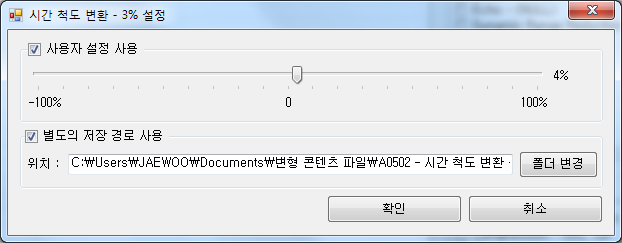 시간 척도 변환 - 3% 설정
사용자 설정 사용
4%
-100% 0 100%
별도의 저장 경로 사용
위치 : C:₩Users₩JAEWOO₩Documents₩변형 콘텐츠 파일₩A0502 - 시간 척도 변환 - 폴더 변경
확인 취소